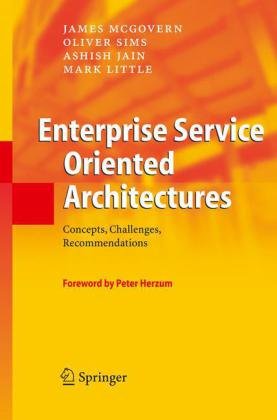 JAMES MCGOVERN
OLIVER SIMS
ASHISH JAIN
MARK LITTLE
Enterprise Service
Oriented
Architectures
Concepts, Challenges,
Recommendations
Foreword by Peter Herzum
Springer